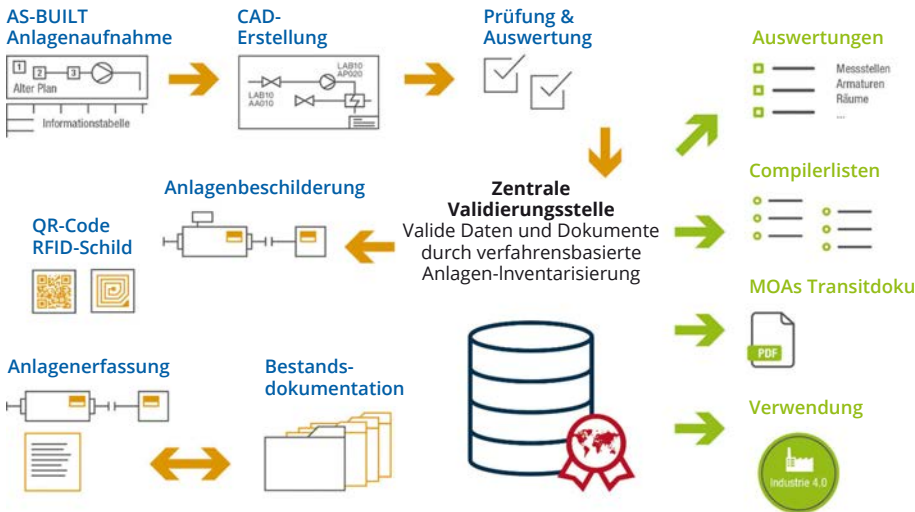 AS-BUILT
Anlagenaufnahme
1
2
3
Alter Plan
Informationstabelle
CAD-
Erstellung
LAB10
AP020
LAB10
AA010
Prüfung &
Auswertung
Auswertungen
Messstellen
Armaturen
Räume
...
Anlagenbeschilderung
QR-Code
RFID-Schild
Zentrale
Validierungsstelle
Valide Daten und Dokumente
durch verfahrensbasierte
Anlagen-Inventarisierung
Compilerlisten
MOAs Transitdoku
PDF
Anlagenerfassung
Bestands-
dokumentation
Verwendung
Industrie 4.0